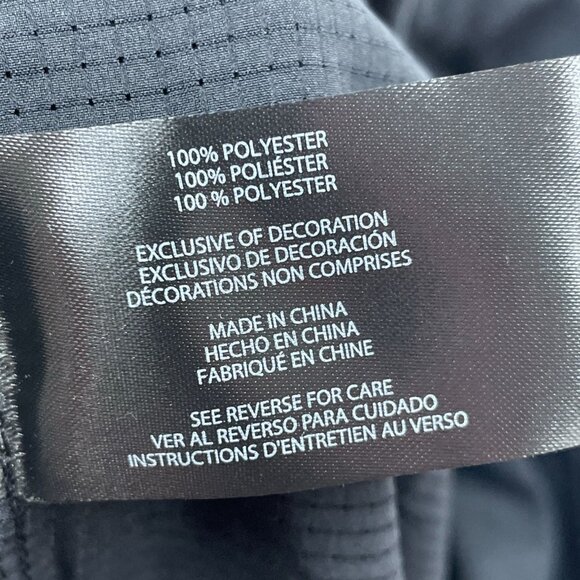 100% POLYESTER
100% POLIÉSTER
100 % POLYESTER
EXCLUSIVE OF DECORATION
EXCLUSIVO DE DECORACIÓN
DÉCORATIONS NON COMPRISES
MADE IN CHINA
HECHO EN CHINA
FABRIQUÉ EN CHINE
SEE REVERSE FOR CARE
VER AL REVERSO PARA CUIDADO
INSTRUCTIONS D'ENTRETIEN AU VERSO